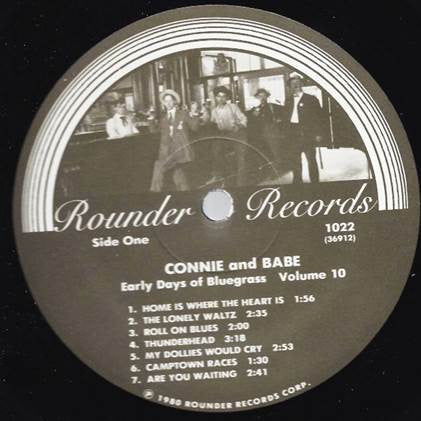 Rounder Records
Side One
1022
(36912)
CONNIE and BABE
Early Days of Bluegrass Volume 10
1. HOME IS WHERE THE HEART IS 1:56
2. THE LONELY WALTZ 2:35
3. ROLL ON BLUES 2:00
4. THUNDERHEAD 3:18
5. MY DOLLIES WOULD CRY 2:53
6. CAMPTOWN RACES 1:30
7. ARE YOU WAITING 2:41
℗ 1980 ROUNDER RECORDS CORP.